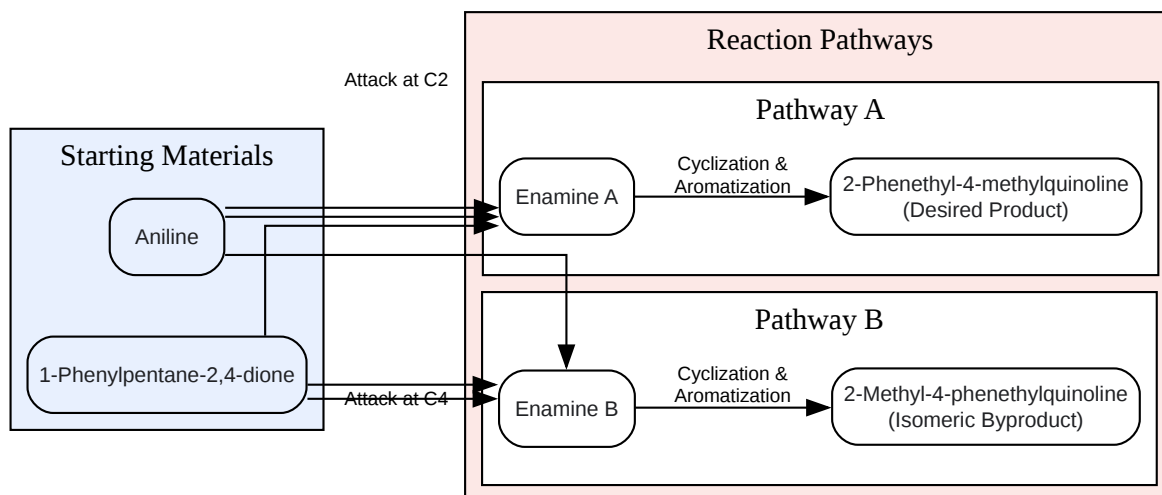 Reaction Pathways
Attack at C2
Pathway A
Starting Materials
Cyclization &
Aromatization
Enamine A
2-Phenethyl-4-methylquinoline
(Desired Product)
Aniline
Pathway B
1-Phenylpentane-2,4-dione
Attack at C4
Cyclization &
Aromatization
Enamine B
2-Methyl-4-phenethylquinoline
(Isomeric Byproduct)